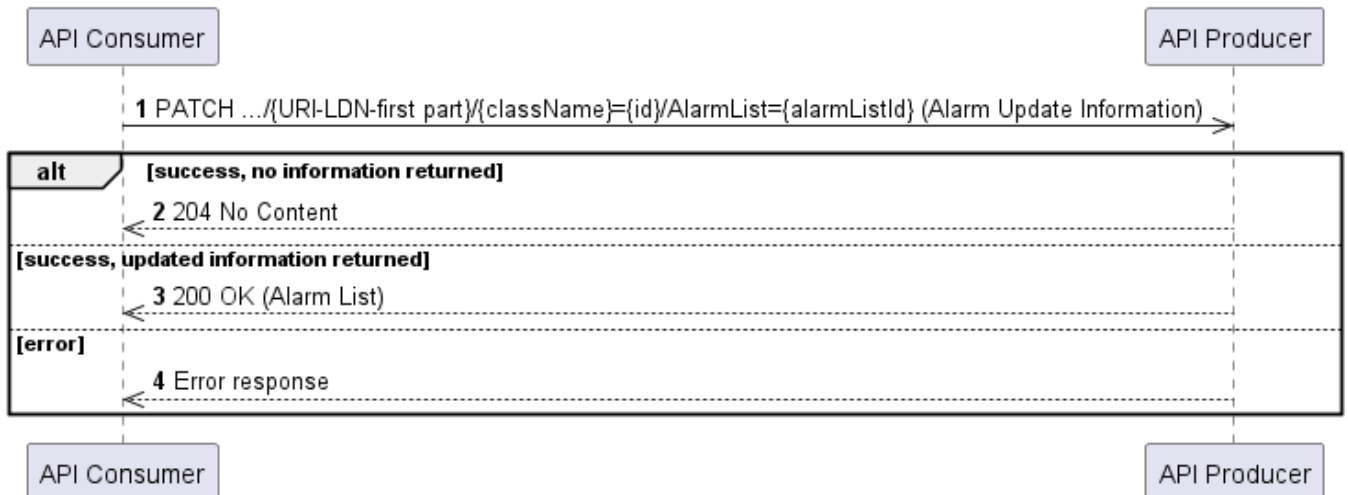 API Consumer
API Producer
1 PATCH .../{URI-LDN-first part}/{className}={id}/AlarmList={alarmListId} (Alarm Update Information)
alt [success, no information returned]
2 204 No Content
[success, updated information returned]
3 200 OK (Alarm List)
[error]
4 Error response
API Consumer
API Producer